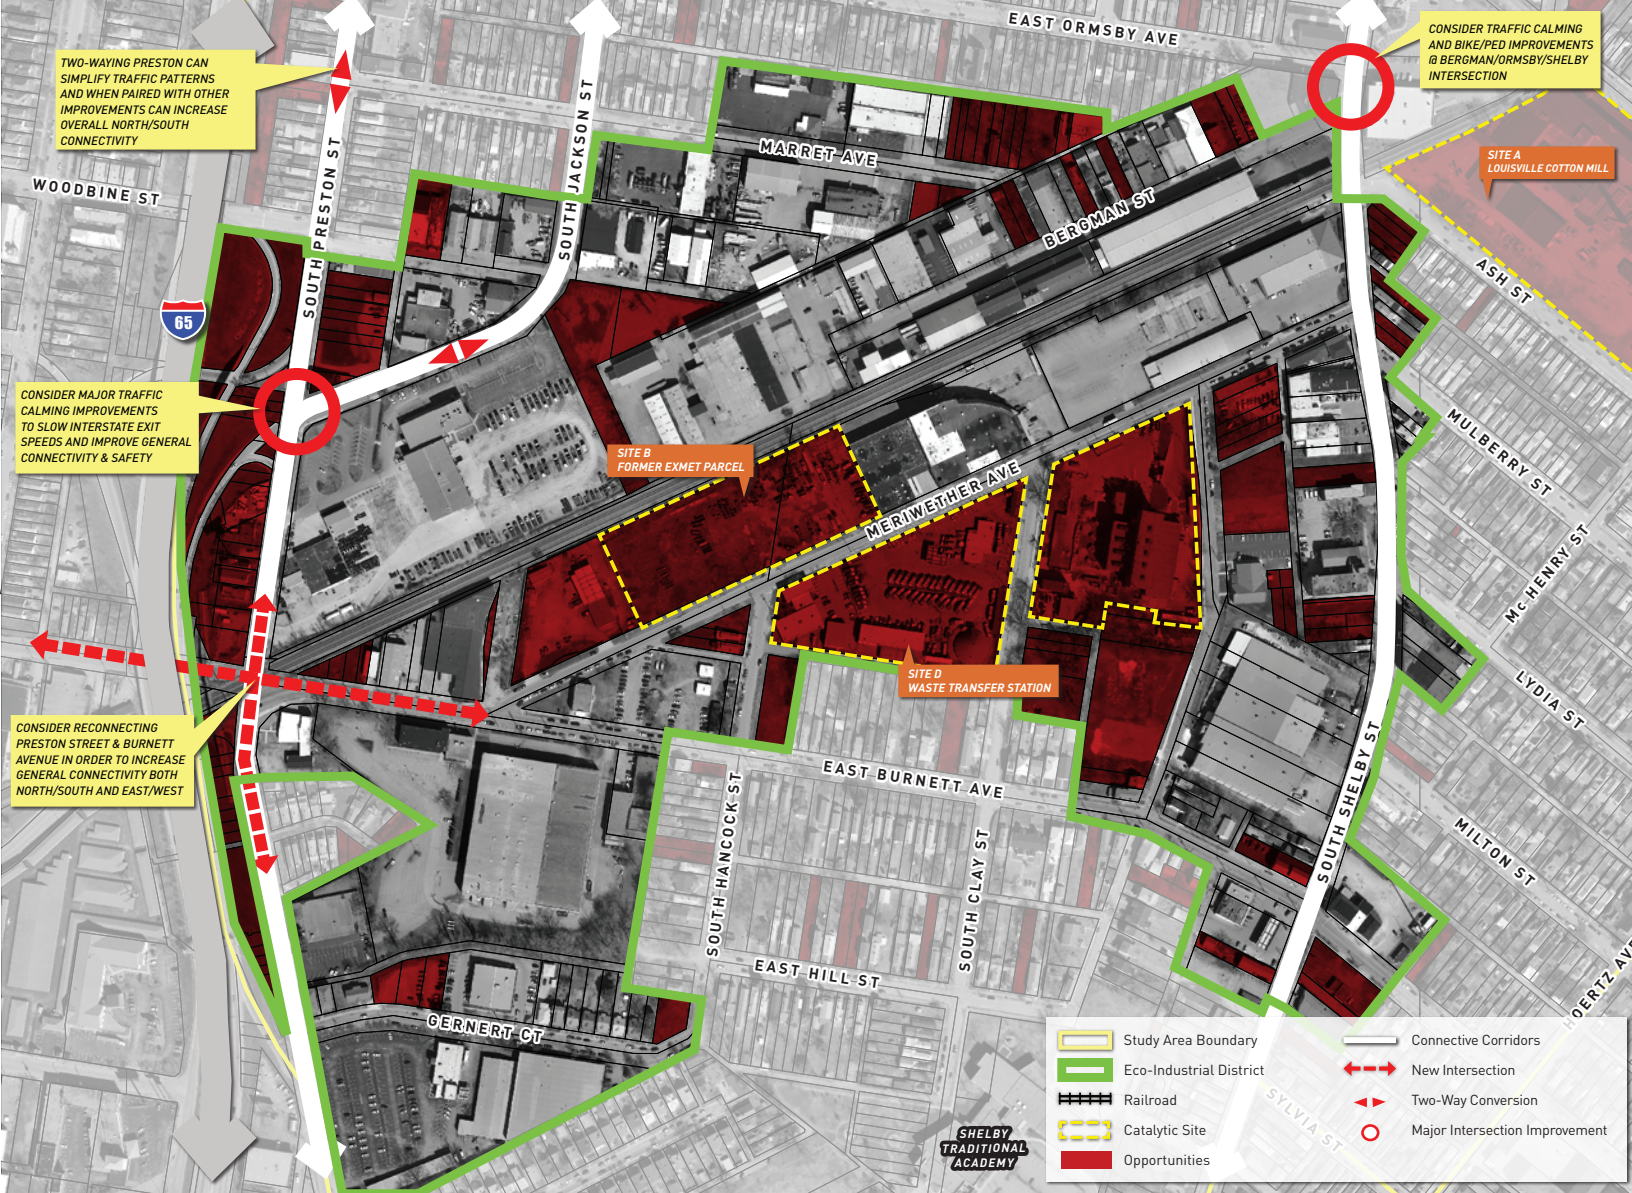 EAST ORMSBY AVE
CONSIDER TRAFFIC CALMING
AND BIKE/PED IMPROVEMENTS
@ BERGMAN/ORMSBY/SHELBY
INTERSECTION
TWO-WAYING PRESTON CAN
SIMPLIFY TRAFFIC PATTERNS
AND WHEN PAIRED WITH OTHER
IMPROVEMENTS CAN INCREASE
OVERALL NORTH/SOUTH
CONNECTIVITY
SOUTH JACKSON ST
MARRET AVE
SITE A
LOUISVILLE COTTON MILL
WOODBINE ST
SOUTH PRESTON ST
BERGMAN ST
ASH ST
65
CONSIDER MAJOR TRAFFIC
CALMING IMPROVEMENTS
TO SLOW INTERSTATE EXIT
SPEEDS AND IMPROVE GENERAL
CONNECTIVITY & SAFETY
SITE B
FORMER EXMET PARCEL
MERIWETHER AVE
MULBERRY ST
MCHENRY ST
SITE D
WASTE TRANSFER STATION
LYDIA ST
CONSIDER RECONNECTING
PRESTON STREET & BURNETT
AVENUE IN ORDER TO INCREASE
GENERAL CONNECTIVITY BOTH
NORTH/SOUTH AND EAST/WEST
EAST BURNETT AVE
SOUTH SHELBY ST
SOUTH HANCOCK ST
SOUTH CLAY ST
MILTON ST
EAST HILL ST
HOERTZ AVE
GERNERT CT
SHELBY
TRADITIONAL
ACADEMY
SYLVIA ST
Study Area Boundary
Eco-Industrial District
Railroad
Catalytic Site
Opportunities
Connective Corridors
New Intersection
Two-Way Conversion
Major Intersection Improvement